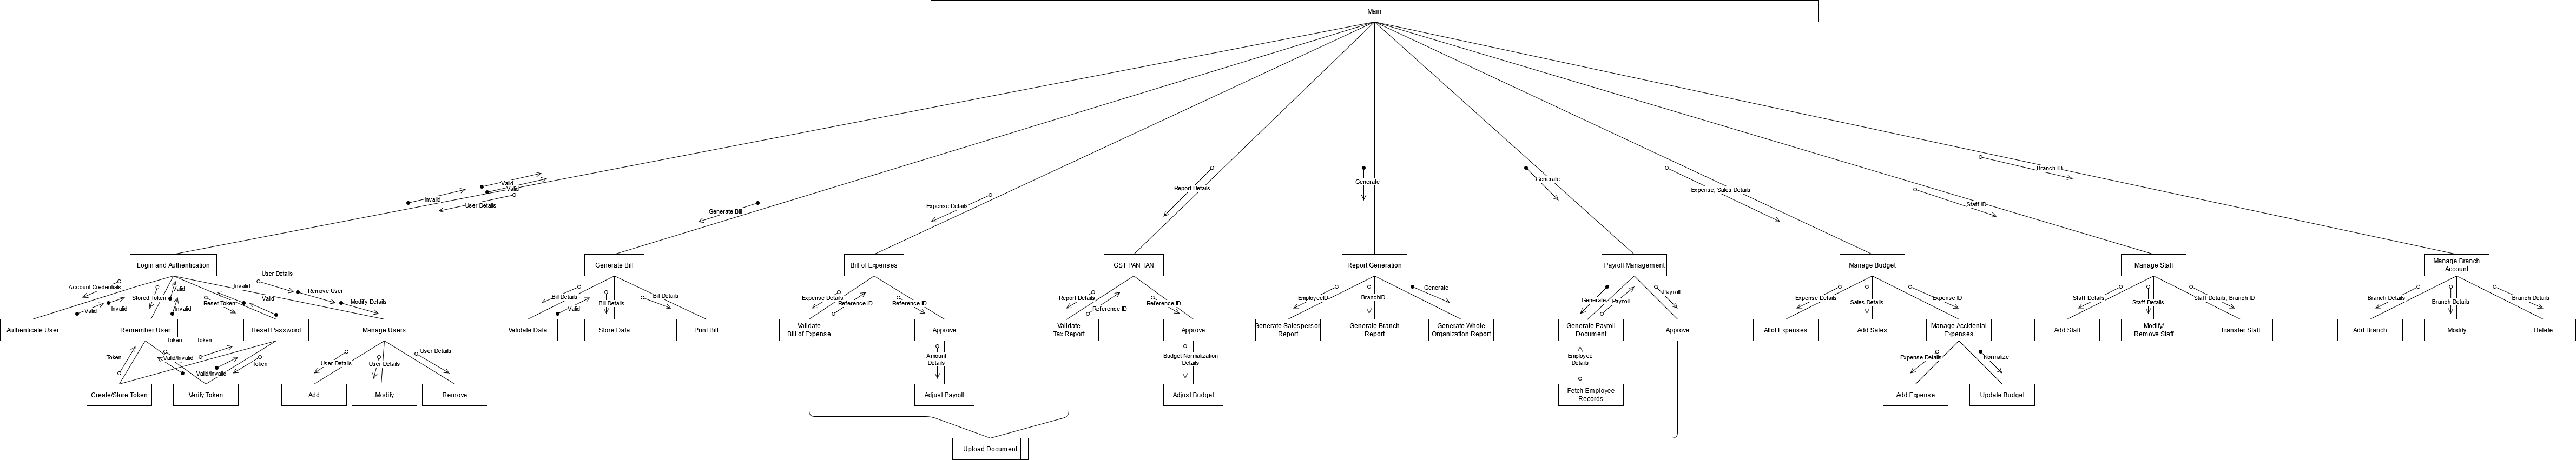 Main
Valid
Valid
Invalid
User Details
Generate Bill
Expense Details
Report Details
Generate
Generate
Expense, Sales Details
Staff ID
Branch ID
Login and Authentication
Generate Bill
Bill of Expenses
GST PAN TAN
Report Generation
Payroll Management
Manage Budget
Manage Staff
Manage Branch
Account
Account Credentials
Valid
Invalid
Stored Token
Valid
Invalid
Reset Token
Invalid
Valid
User Details
Remove User
Modify Details
Bill Details
Valid
Bill Details
Bill Details
Expense Details
Reference ID
Reference ID
Report Details
Reference ID
Reference ID
EmployeeID
BranchID
Generate
Generate
Payroll
Payroll
Expense Details
Sales Details
Expense ID
Staff Details
Staff Details
Staff Details, Branch ID
Branch Details
Branch Details
Branch Details
Authenticate User
Remember User
Reset Password
Manage Users
Validate Data
Store Data
Print Bill
Validate
Bill of Expense
Approve
Validate
Tax Report
Approve
Generate Salesperson
Report
Generate Branch
Report
Generate Whole
Organization Report
Generate Payroll
Document
Approve
Allot Expenses
Add Sales
Manage Accidental
Expenses
Add Staff
Modify/
Remove Staff
Transfer Staff
Add Branch
Modify
Delete
Token
Token
Token
Valid/Invalid
Valid/Invalid
Token
User Details
User Details
User Details
Amount
Details
Budget Normalization
Details
Employee
Details
Expense Details
Normalize
Create/Store Token
Verify Token
Add
Modify
Remove
Adjust Payroll
Adjust Budget
Fetch Employee
Records
Add Expense
Update Budget
Upload Document